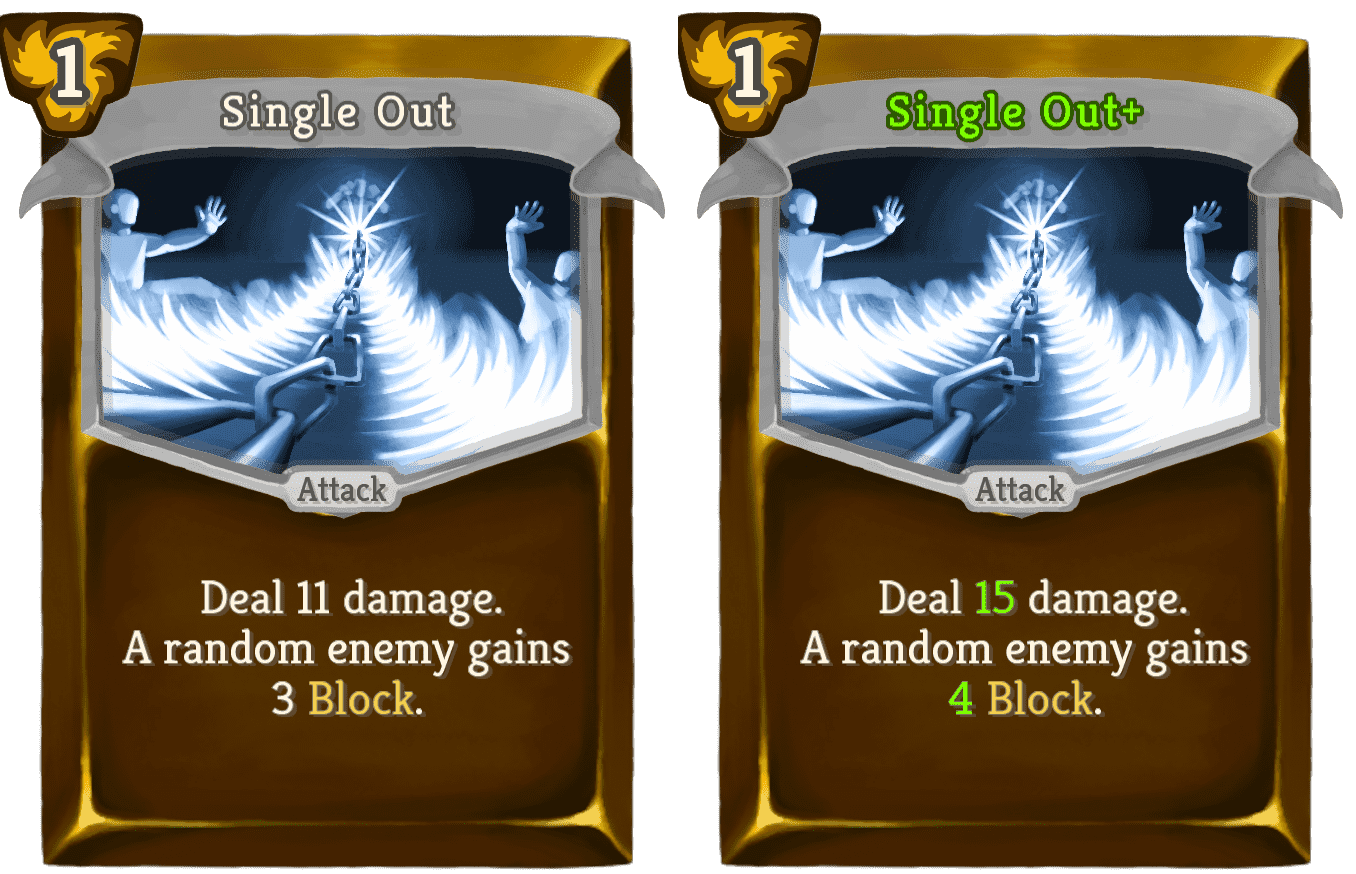 1
Single Out
Attack
Deal 11 damage.
A random enemy gains
3 Block.
1
Single Out+
Attack
Deal 15 damage.
A random enemy gains
4 Block.